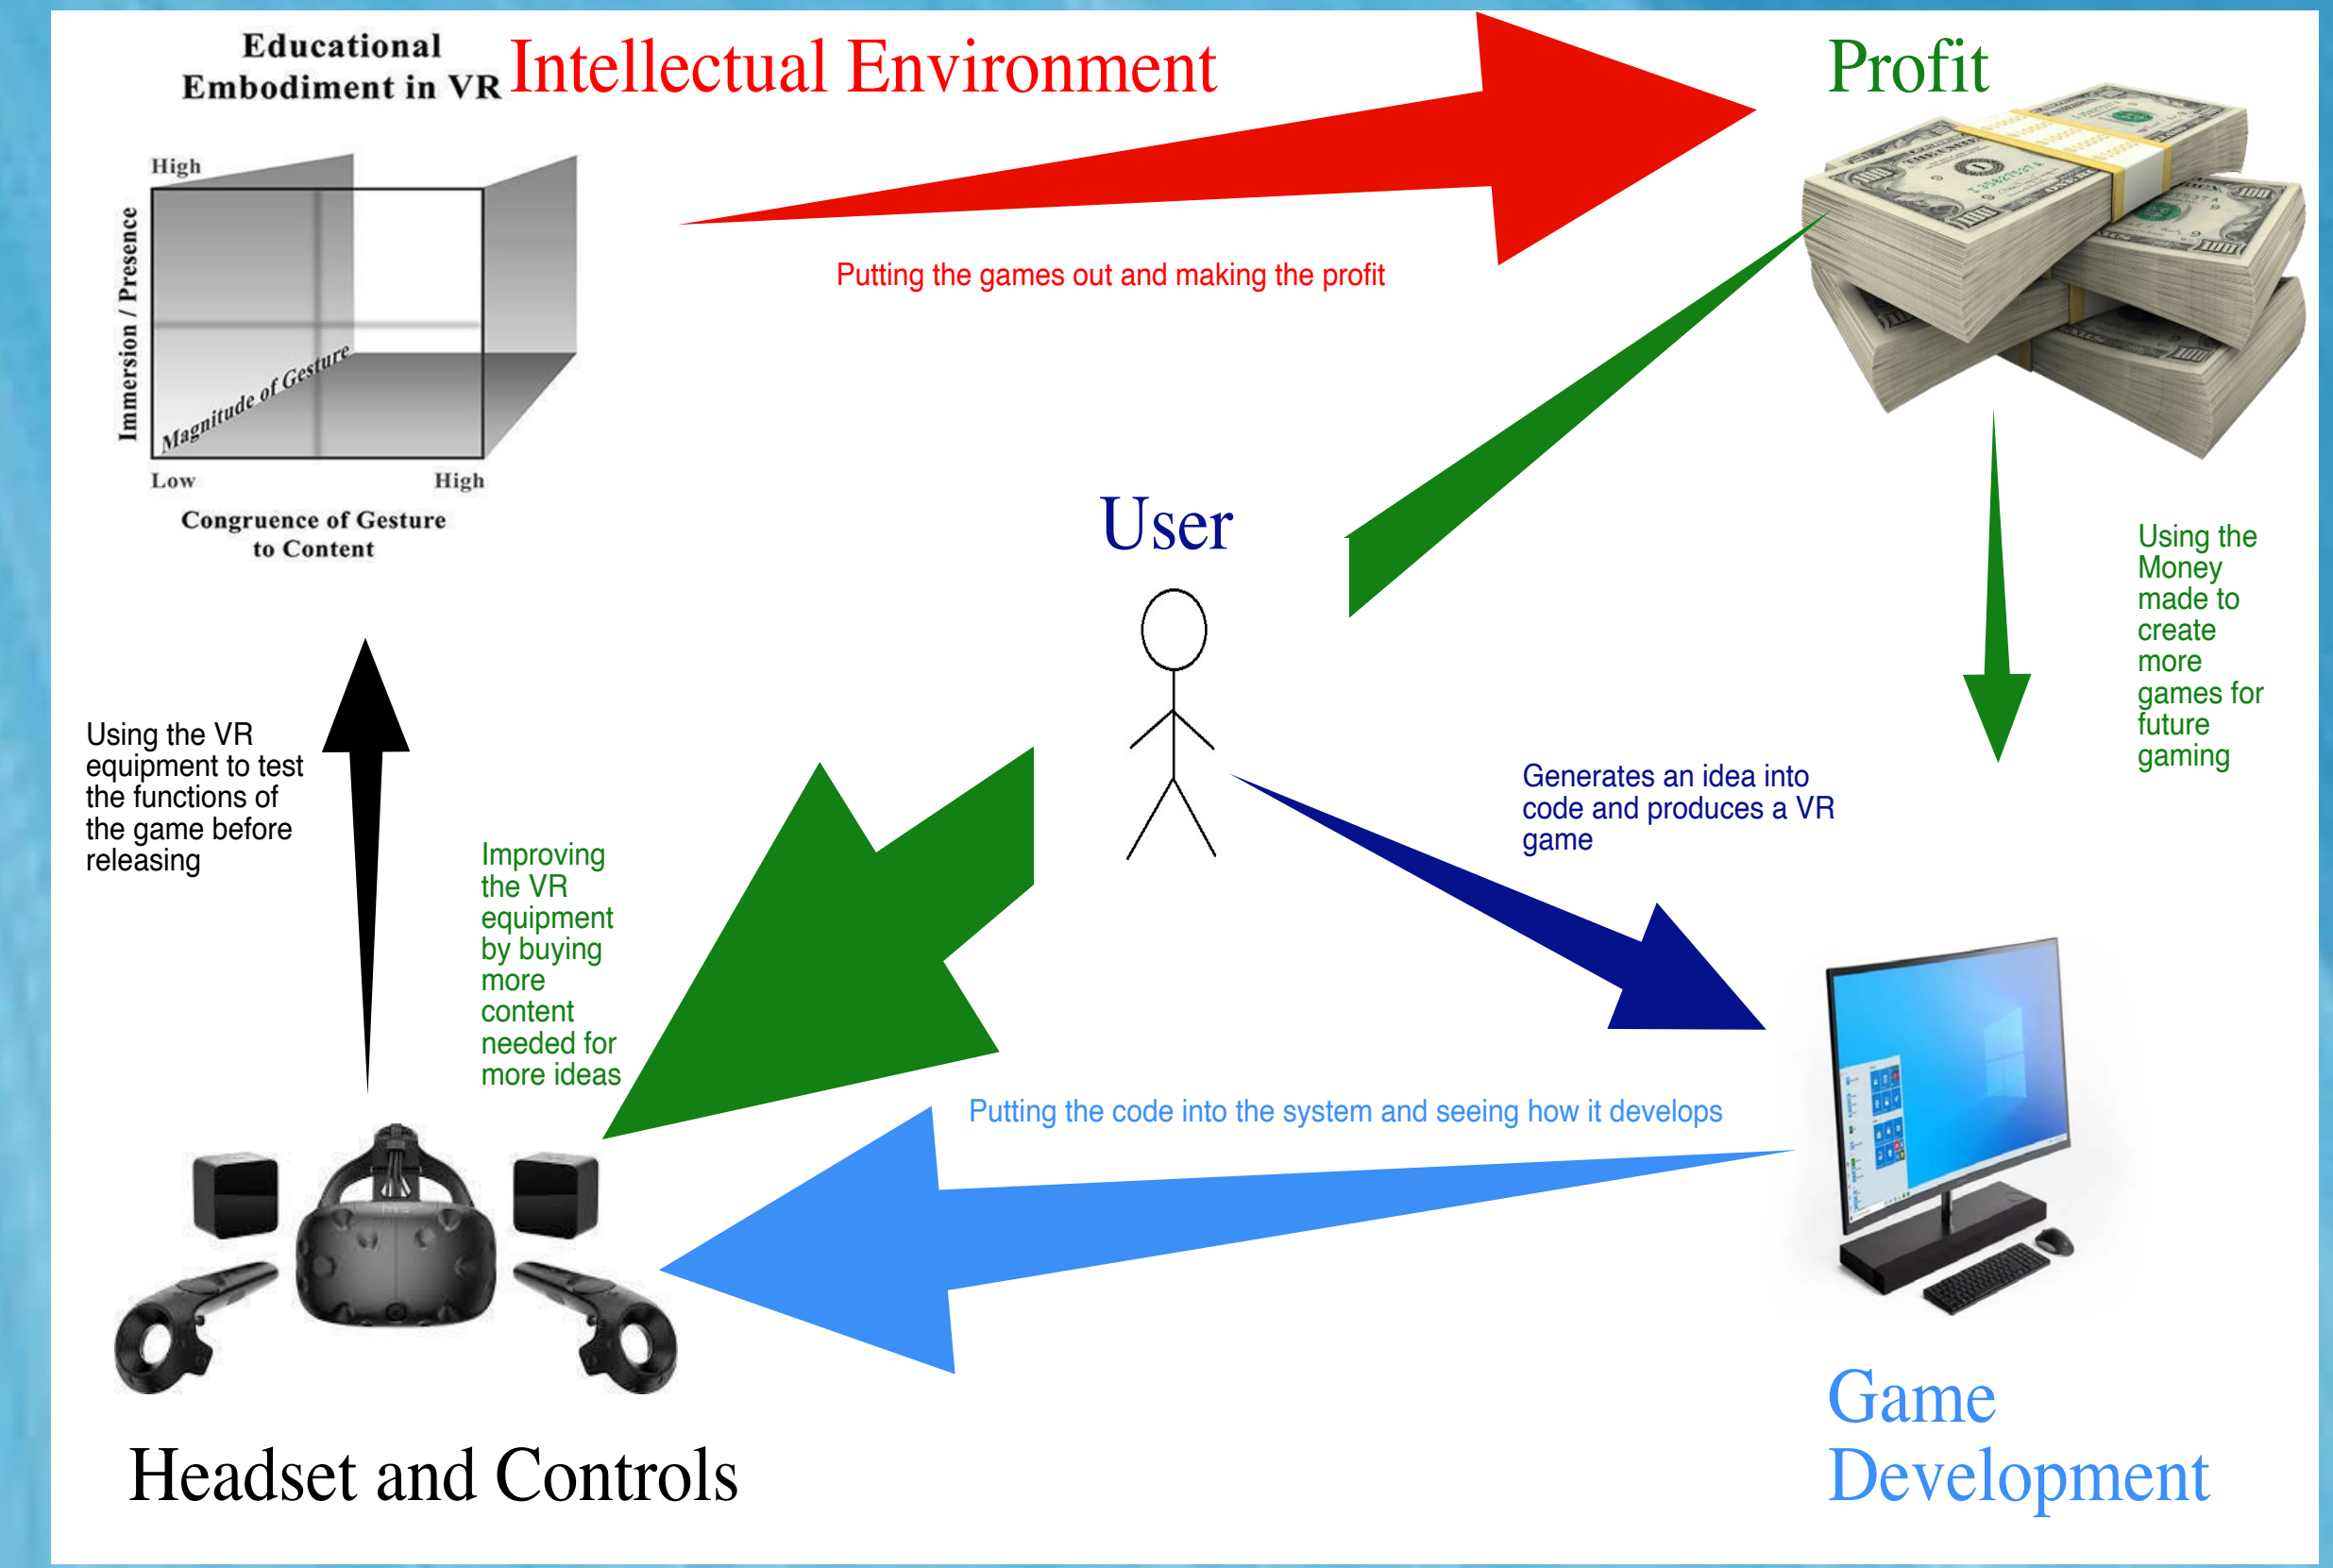 Educational
Embodiment in VR
Intellectual Environment
Profit
High
Immersion / Presence
Magnitude of Gesture
Low
High
Congruence of Gesture
to Content
Putting the games out and making the profit
User
Using the
Money
made to
create
more
games for
future
gaming
Using the VR
equipment to test
the functions of
the game before
releasing
Generates an idea into
code and produces a VR
game
Improving
the VR
equipment
by buying
more
content
needed for
more ideas
Putting the code into the system and seeing how it develops
Headset and Controls
Game
Development